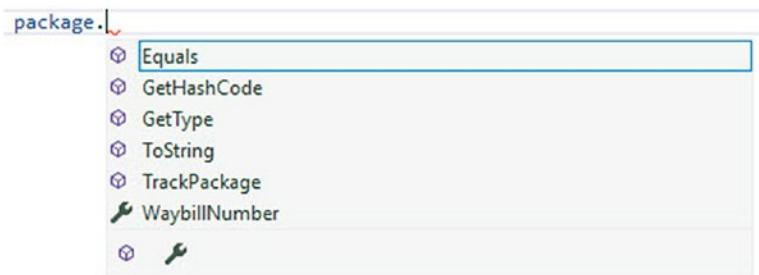 package.
Equals
GetHashCode
GetType
ToString
TrackPackage
WaybillNumber